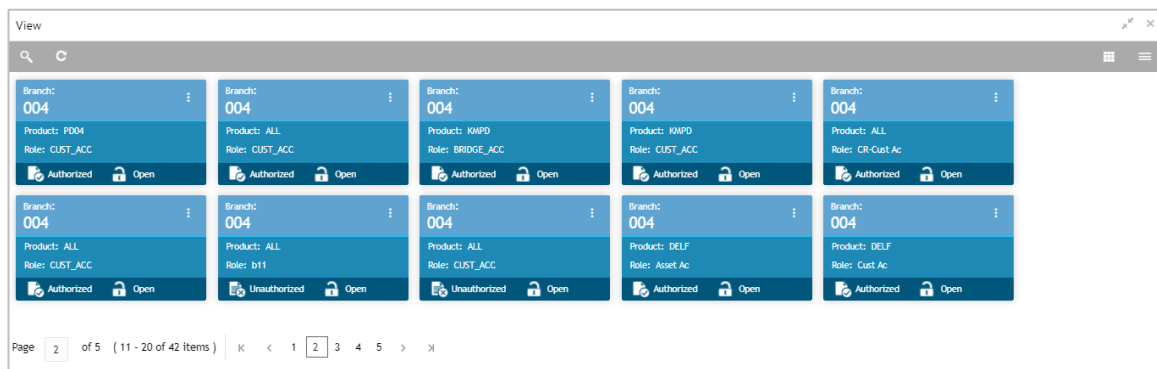 View
Branch:
004
Product: PD04
Role: CUST_ACC
Authorized Open
Branch:
004
Product: ALL
Role: CUST_ACC
Authorized Open
Branch:
004
Product: KMPD
Role: BRIDGE_ACC
Authorized Open
Branch:
004
Product: KMPD
Role: CUST_ACC
Authorized Open
Branch:
004
Product: ALL
Role: CR-Cust Ac
Authorized Open
Branch:
004
Product: ALL
Role: CUST_ACC
Authorized Open
Branch:
004
Product: ALL
Role: b11
Unauthorized Open
Branch:
004
Product: ALL
Role: CUST_ACC
Unauthorized Open
Branch:
004
Product: DELF
Role: Asset Ac
Authorized Open
Branch:
004
Product: DELF
Role: Cust Ac
Authorized Open
Page 2 of 5 ( 11 - 20 of 42 items ) 1 2 3 4 5